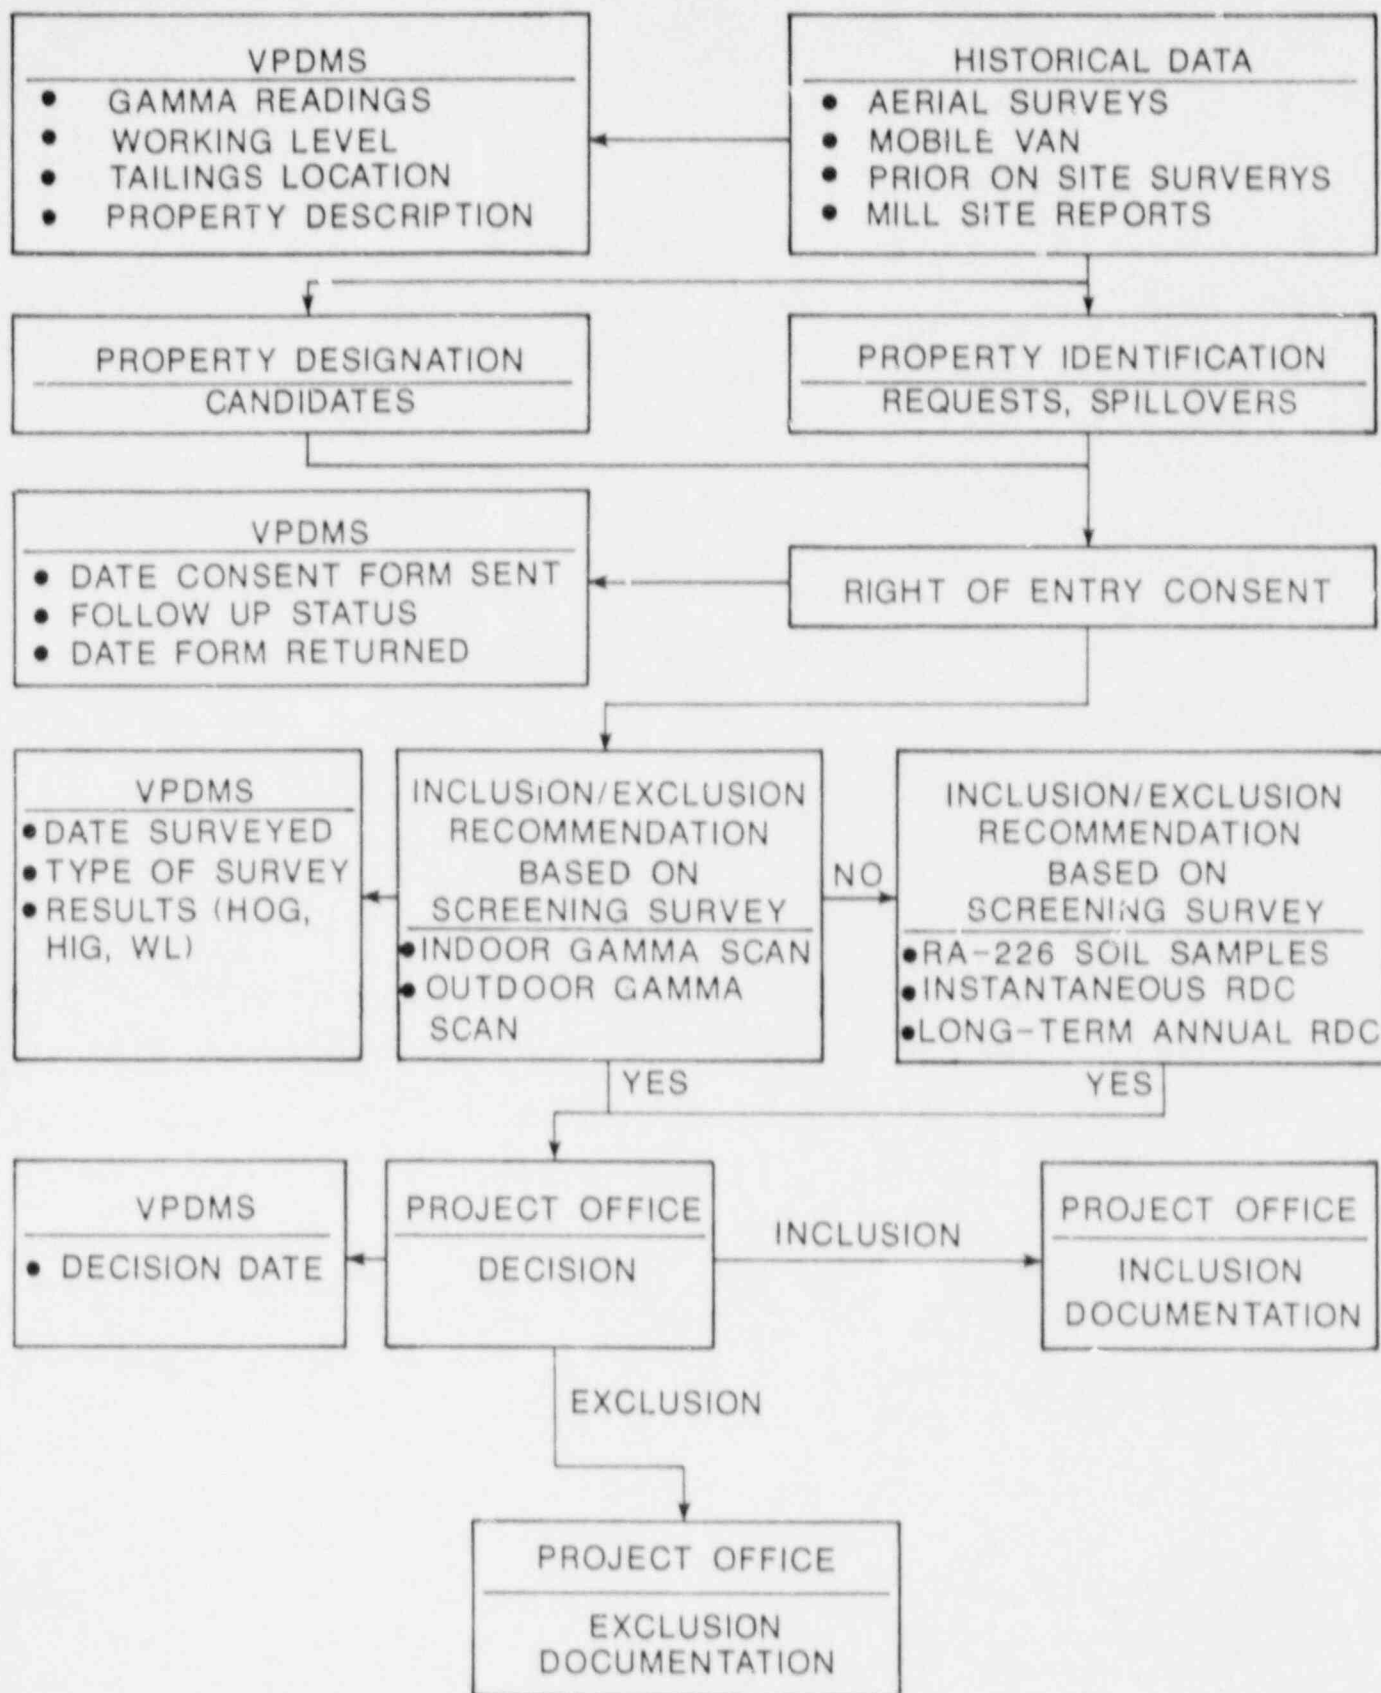 VPDMS
● GAMMA READINGS
● WORKING LEVEL
● TAILINGS LOCATION
● PROPERTY DESCRIPTION
HISTORICAL DATA
● AERIAL SURVEYS
● MOBILE VAN
● PRIOR ON SITE SURVERYS
● MILL SITE REPORTS
PROPERTY DESIGNATION
CANDIDATES
PROPERTY IDENTIFICATION
REQUESTS, SPILLOVERS
VPDMS
● DATE CONSENT FORM SENT
● FOLLOW UP STATUS
● DATE FORM RETURNED
RIGHT OF ENTRY CONSENT
VPDMS
● DATE SURVEYED
● TYPE OF SURVEY
● RESULTS (HOG,
HIG, WL)
INCLUSION/EXCLUSION
RECOMMENDATION
BASED ON
SCREENING SURVEY
● INDOOR GAMMA SCAN
● OUTDOOR GAMMA
SCAN
NO
INCLUSION/EXCLUSION
RECOMMENDATION
BASED ON
SCREENING SURVEY
● RA-226 SOIL SAMPLES
● INSTANTANEOUS RDC
● LONG-TERM ANNUAL RDC
YES
YES
VPDMS
● DECISION DATE
PROJECT OFFICE
DECISION
INCLUSION
PROJECT OFFICE
INCLUSION
DOCUMENTATION
EXCLUSION
PROJECT OFFICE
EXCLUSION
DOCUMENTATION